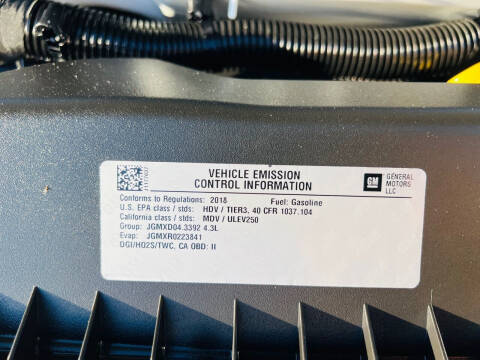 VEHICLE EMISSION
CONTROL INFORMATION
GM
GENERAL
MOTORS
LLC
Conforms to Regulations: 2018 Fuel: Gasoline
U.S. EPA class / stds: HDV / TIER3, 40 CFR 1037.104
California class / stds: MDV / ULEV250
Group: JGMXD04.3392 4.3L
Evap: JGMXR0223841
DGI/HO2S/TWC, CA OBD: II